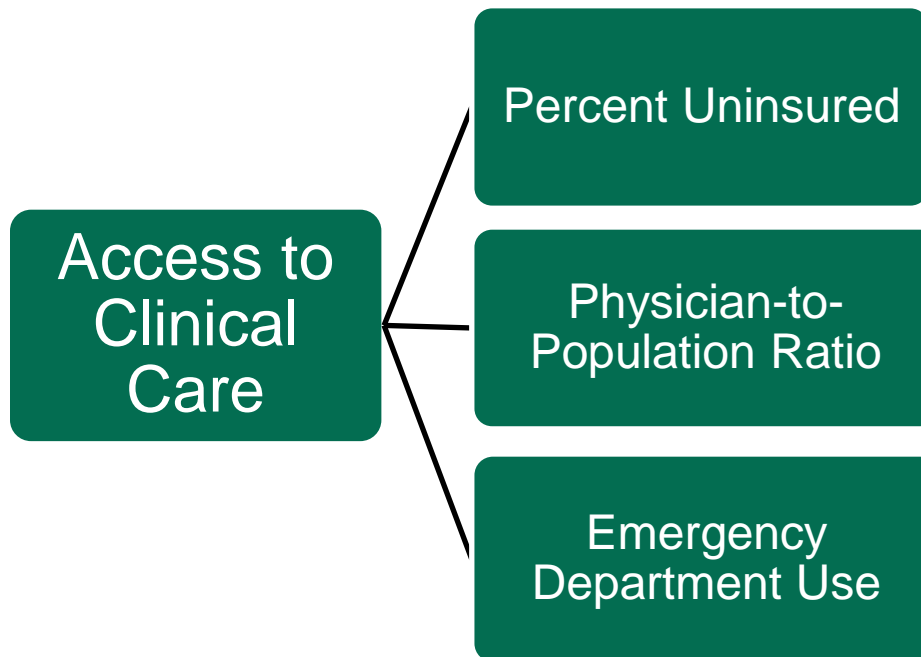 Access to
Clinical
Care
Percent Uninsured
Physician-to-
Population Ratio
Emergency
Department Use